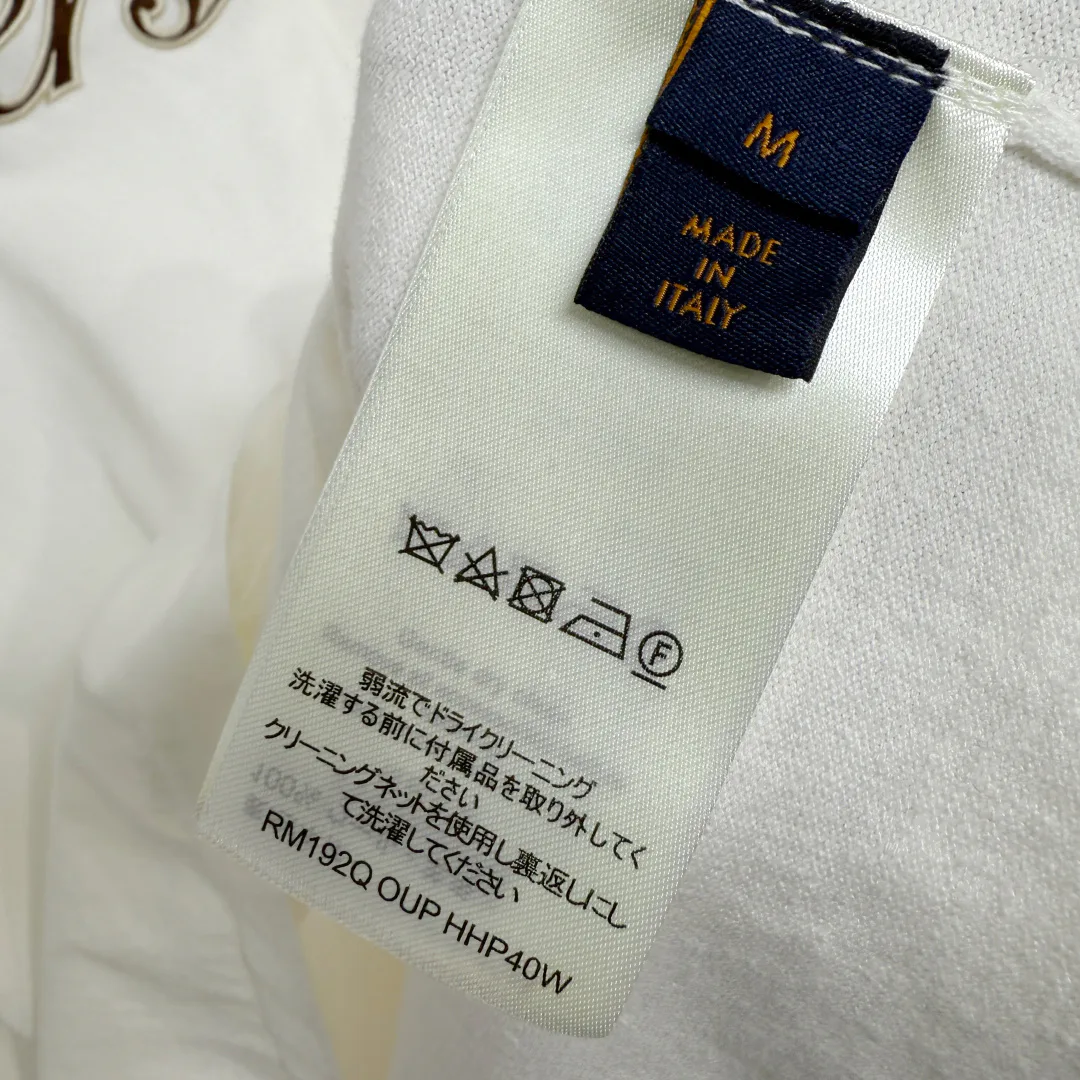 M
MADE
IN
ITALY
F
弱流でドライクリーニング
洗濯する前に付属品を取り外してく
ださい
クリーニングネットを使用し裏返しにし
て洗濯してください
RM192Q OUP HHP40W